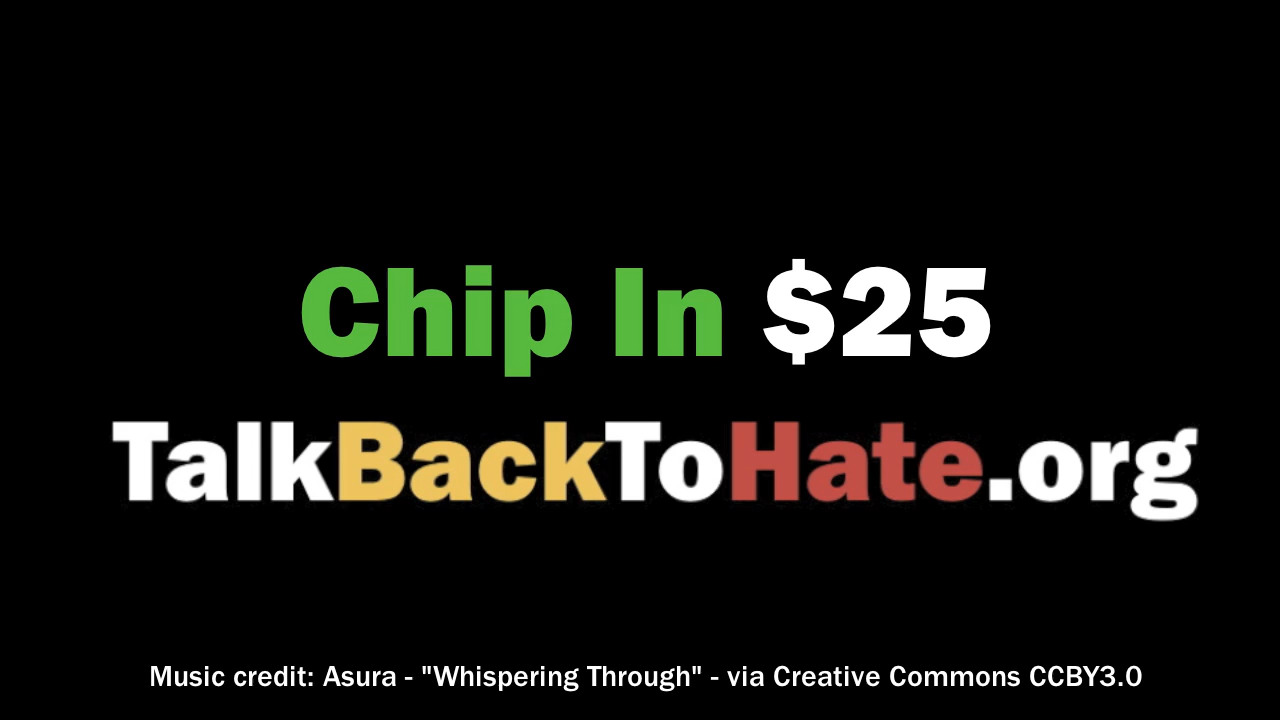 Chip In $25
TalkBackToHate.org
Music credit: Asura - "Whispering Through" - via Creative Commons CCBY3.0